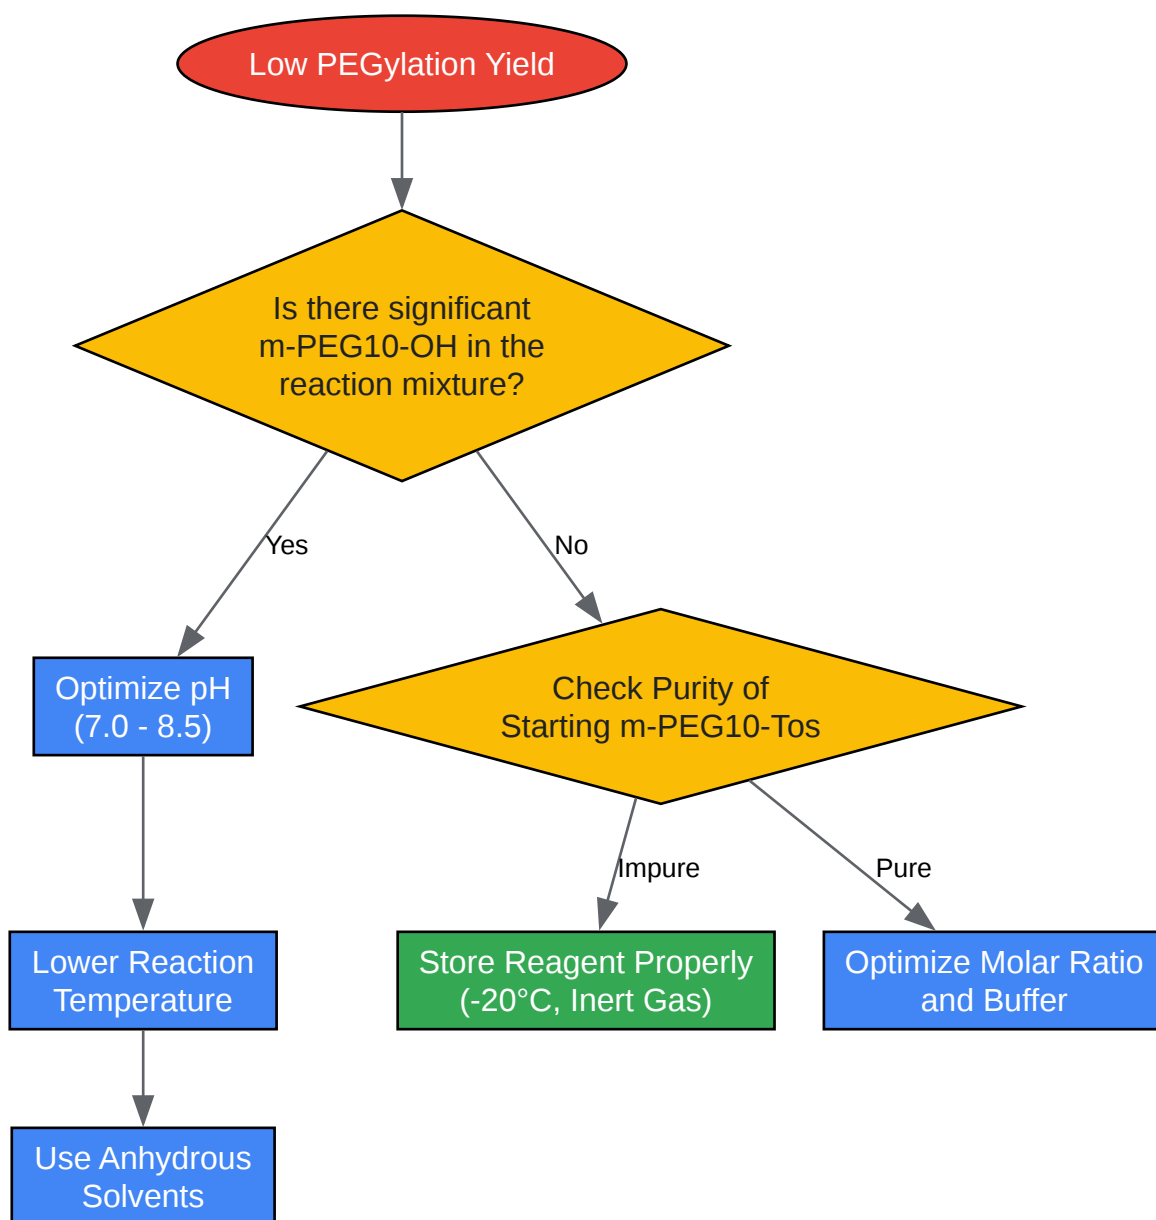 Low PEGylation Yield
Is there significant
m-PEG10-OH in the
reaction mixture?
Yes
No
Optimize pH
(7.0 - 8.5)
Check Purity of
Starting m-PEG10-Tos
Impure
Pure
Lower Reaction
Temperature
Store Reagent Properly
(-20°C, Inert Gas)
Optimize Molar Ratio
and Buffer
Use Anhydrous
Solvents